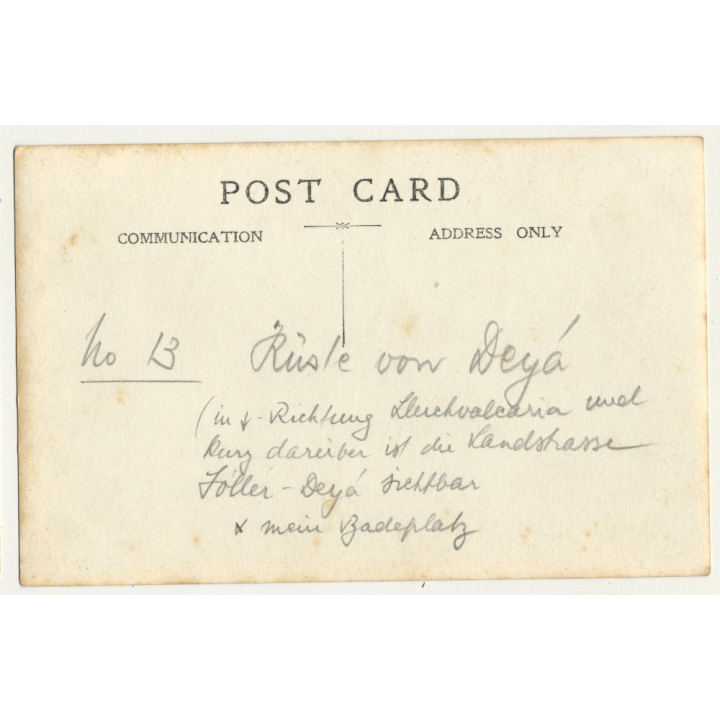 POST CARD
COMMUNICATION
ADDRESS ONLY
No 13 Küste von Deyá
(in ↓-Richtung Lluchvalcaria und
kurz darüber ist die Landstrasse
Sóller - Deyá sichtbar
x mein Badeplatz